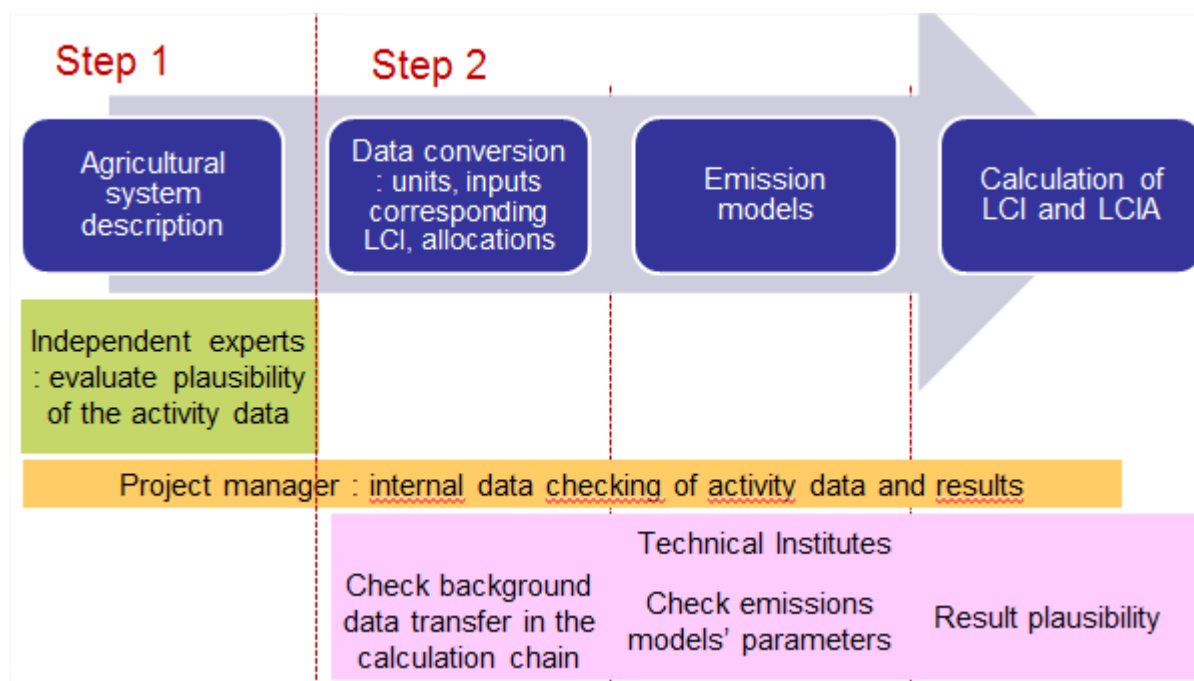 Step 1
Step 2
Agricultural
system
description
Data conversion
: units, inputs
corresponding
LCI, allocations
Emission
models
Calculation of
LCI and LCIA
Independent experts
: evaluate plausibility
of the activity data
Project manager : internal data checking of activity data and results
Technical Institutes
Check background
data transfer in the
calculation chain
Check emissions
models’ parameters
Result plausibility